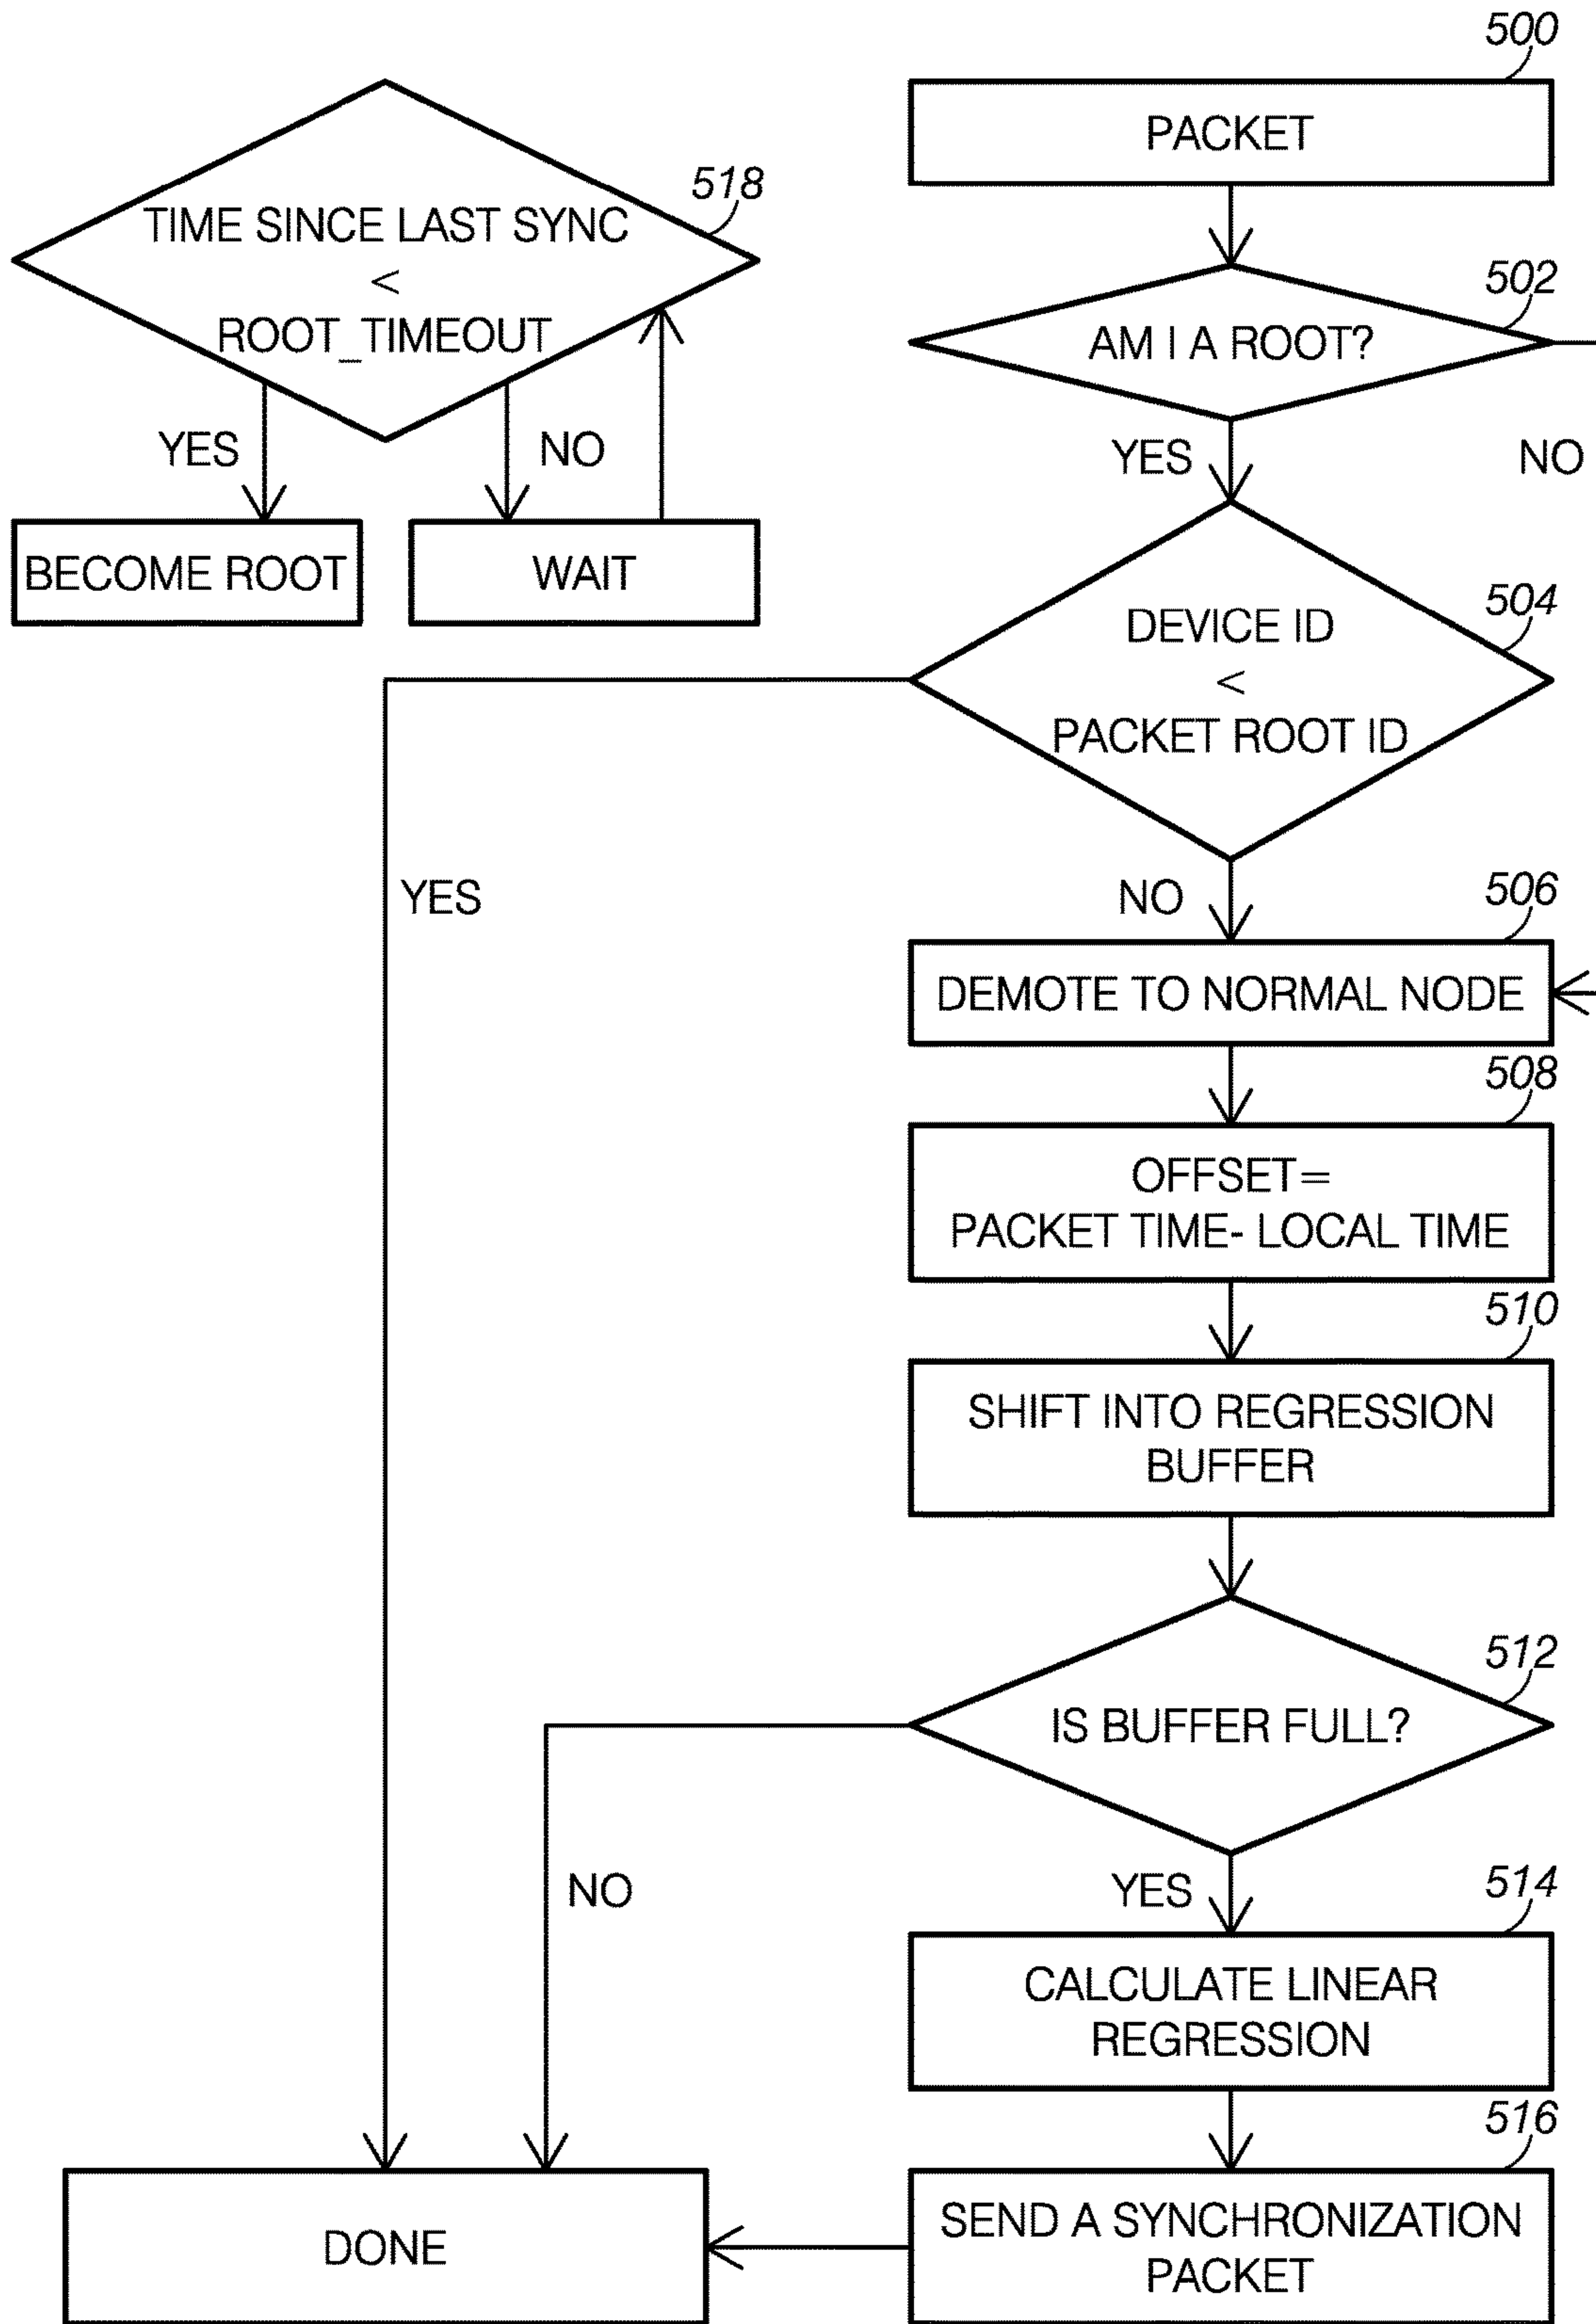 500
PACKET
518
TIME SINCE LAST SYNC
<
ROOT_TIMEOUT
YES
NO
BECOME ROOT
WAIT
502
AM I A ROOT?
YES
NO
504
DEVICE ID
<
PACKET ROOT ID
YES
NO
506
DEMOTE TO NORMAL NODE
508
OFFSET=
PACKET TIME- LOCAL TIME
510
SHIFT INTO REGRESSION
BUFFER
512
IS BUFFER FULL?
NO
YES
514
CALCULATE LINEAR
REGRESSION
516
SEND A SYNCHRONIZATION
PACKET
DONE